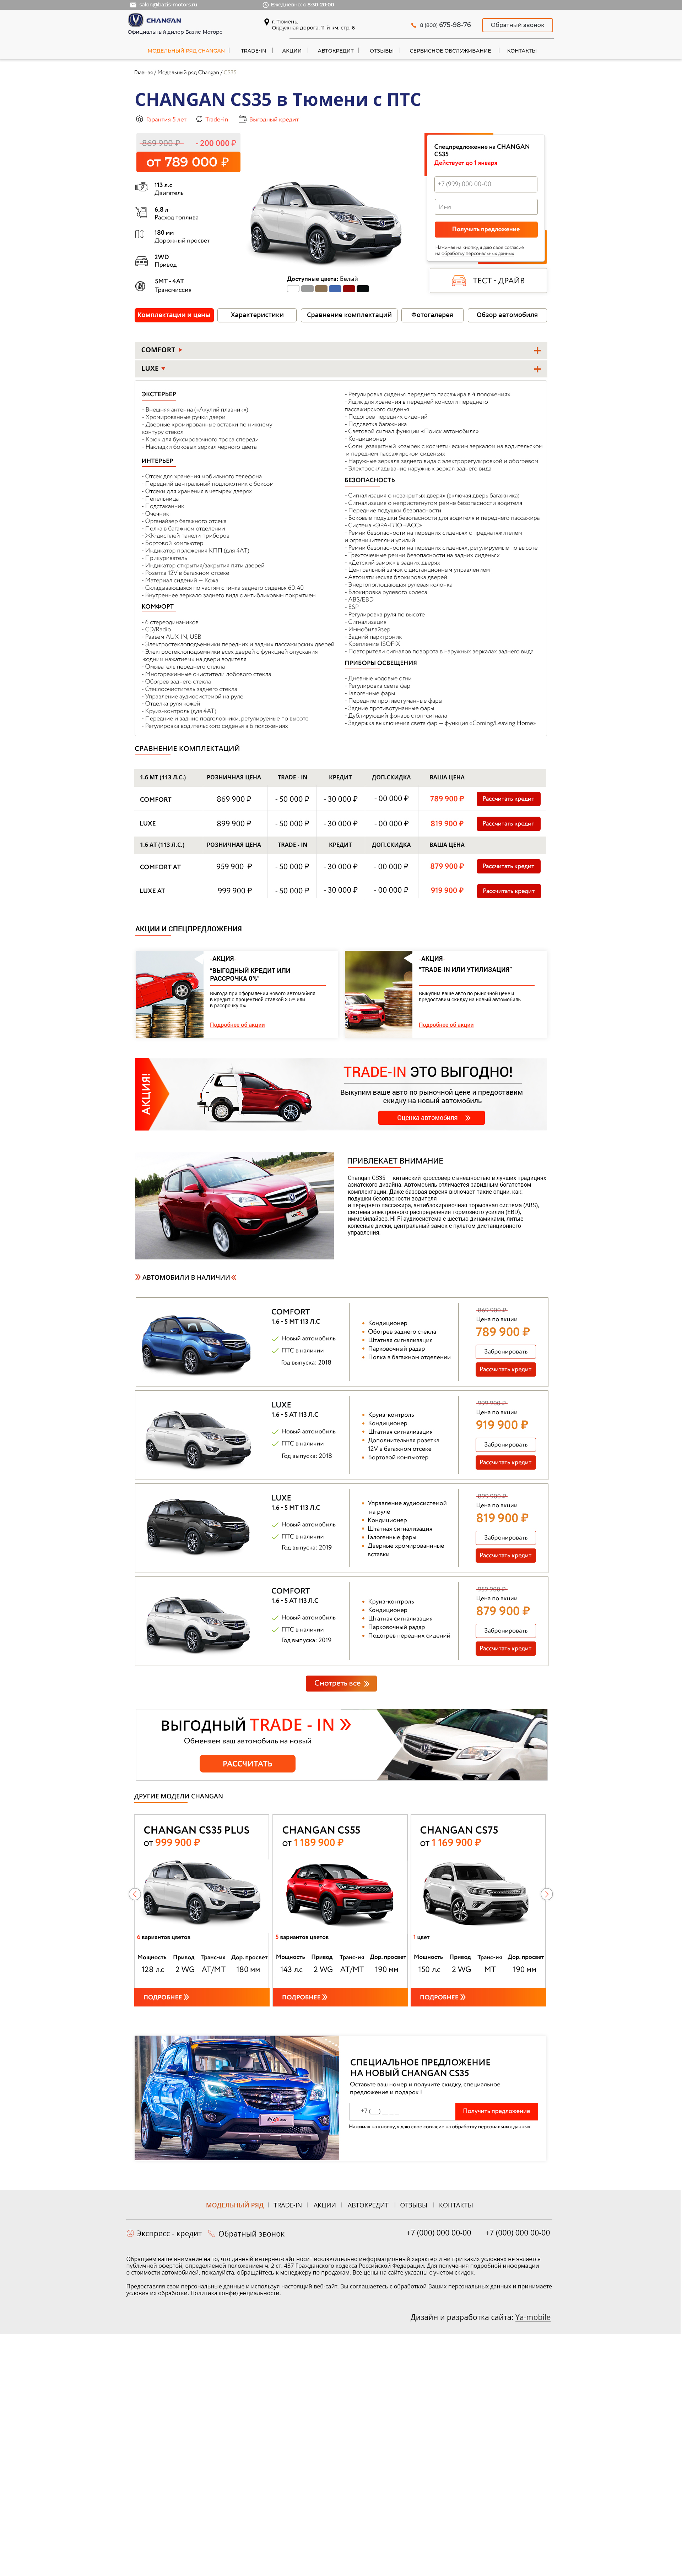 salon@bazis-motors.ru
Ежедневно с 8:30-20:00
CHANGAN
Официальный дилер Базис-Моторс
г. Тюмень,
Окружная дорога, 11-й км, стр. 6
8 (800) 675-98-76
Обратный звонок
МОДЕЛЬНЫЙ РЯД CHANGAN | TRADE-IN | АКЦИИ | АВТОКРЕДИТ | ОТЗЫВЫ | СЕРВИСНОЕ ОБСЛУЖИВАНИЕ | КОНТАКТЫ
Главная / Модельный ряд Changan / CS35
CHANGAN CS35 в Тюмени с ПТС
Гарантия 5 лет
Trade-in
Выгодный кредит
869 900 ₽
- 200 000 ₽
от 789 000 ₽
113 л.с
Двигатель
6,8 л
Расход топлива
180 мм
Дорожный просвет
2WD
Привод
5МТ - 4АТ
Трансмиссия
Доступные цвета: Белый
Спецпредложение на CHANGAN
CS35
Действует до 1 января
+7 (999) 000 00-00
Имя
Получить предложение
Нажимая на кнопку, я даю свое согласие
на обработку персональных данных
ТЕСТ - ДРАЙВ
Комплектации и цены
Характеристики
Сравнение комплектаций
Фотогалерея
Обзор автомобиля
COMFORT
LUXE
ЭКСТЕРЬЕР
- Внешняя антенна («Акулий плавник»)
- Хромированные ручки двери
- Дверные хромированные вставки по нижнему
контуру стекол
- Крюк для буксировочного троса спереди
- Накладки боковых зеркал черного цвета
ИНТЕРЬЕР
- Отсек для хранения мобильного телефона
- Передний центральный подлокотник с боксом
- Отсеки для хранения в четырех дверях
- Пепельница
- Подстаканник
- Очечник
- Органайзер багажного отсека
- Полка в багажном отделении
- ЖК-дисплей панели приборов
- Бортовой компьютер
- Индикатор положения КПП (для 4АТ)
- Прикуриватель
- Индикатор открытия/закрытия пяти дверей
- Розетка 12V в багажном отсеке
- Материал сидений — Кожа
- Складывающаяся по частям спинка заднего сиденья 60:40
- Внутреннее зеркало заднего вида с антибликовым покрытием
КОМФОРТ
- 6 стереодинамиков
- CD/Radio
- Разъем AUX IN, USB
- Электростеклоподъемники передних и задних пассажирских дверей
- Электростеклоподъемники всех дверей с функцией опускания
«одним нажатием» на двери водителя
- Омыватель переднего стекла
- Многорежимные очистители лобового стекла
- Обогрев заднего стекла
- Стеклоочиститель заднего стекла
- Управление аудиосистемой на руле
- Отделка руля кожей
- Круиз-контроль (для 4АТ)
- Передние и задние подголовники, регулируемые по высоте
- Регулировка водительского сиденья в 6 положениях
- Регулировка сиденья переднего пассажира в 4 положениях
- Ящик для хранения в передней консоли переднего
пассажирского сиденья
- Подогрев передних сидений
- Подсветка багажника
- Световой сигнал функции «Поиск автомобиля»
- Кондиционер
- Солнцезащитный козырек с косметическим зеркалом на водительском
и переднем пассажирском сиденьях
- Наружные зеркала заднего вида с электрорегулировкой и обогревом
- Электроскладывание наружных зеркал заднего вида
БЕЗОПАСНОСТЬ
- Сигнализация о незакрытых дверях (включая дверь багажника)
- Сигнализация о непристегнутом ремне безопасности водителя
- Передние подушки безопасности
- Боковые подушки безопасности для водителя и переднего пассажира
- Система «ЭРА-ГЛОНАСС»
- Ремни безопасности на передних сиденьях с преднатяжителем
и ограничителями усилий
- Ремни безопасности на передних сиденьях, регулируемые по высоте
- Трехточечные ремни безопасности на задних сиденьях
- «Детский замок» в задних дверях
- Центральный замок с дистанционным управлением
- Автоматическая блокировка дверей
- Энергопоглощающая рулевая колонка
- Блокировка рулевого колеса
- ABS/EBD
- ESP
- Регулировка руля по высоте
- Сигнализация
- Иммобилайзер
- Задний парктроник
- Крепление ISOFIX
- Повторители сигналов поворота в наружных зеркалах заднего вида
ПРИБОРЫ ОСВЕЩЕНИЯ
- Дневные ходовые огни
- Регулировка света фар
- Галогенные фары
- Передние противотуманные фары
- Задние противотуманные фары
- Дублирующий фонарь стоп-сигнала
- Задержка выключения света фар — функция «Coming/Leaving Home»
СРАВНЕНИЕ КОМПЛЕКТАЦИЙ
1.6 МТ (113 Л.С.) РОЗНИЧНАЯ ЦЕНА TRADE - IN КРЕДИТ ДОП.СКИДКА ВАША ЦЕНА
COMFORT 869 900 ₽ - 50 000 ₽ - 30 000 ₽ - 00 000 ₽ 789 900 ₽ Рассчитать кредит
LUXE 899 900 ₽ - 50 000 ₽ - 30 000 ₽ - 00 000 ₽ 819 900 ₽ Рассчитать кредит
1.6 АТ (113 Л.С.) РОЗНИЧНАЯ ЦЕНА TRADE - IN КРЕДИТ ДОП.СКИДКА ВАША ЦЕНА
COMFORT AT 959 900 ₽ - 50 000 ₽ - 30 000 ₽ - 00 000 ₽ 879 900 ₽ Рассчитать кредит
LUXE AT 999 900 ₽ - 50 000 ₽ - 30 000 ₽ - 00 000 ₽ 919 900 ₽ Рассчитать кредит
АКЦИИ И СПЕЦПРЕДЛОЖЕНИЯ
-АКЦИЯ-
"ВЫГОДНЫЙ КРЕДИТ ИЛИ
РАССРОЧКА 0%"
Выгода при оформлении нового автомобиля
в кредит с процентной ставкой 3.5% или
в рассрочку 0%.
Подробнее об акции
-АКЦИЯ-
"TRADE-IN ИЛИ УТИЛИЗАЦИЯ"
Выкупим ваше авто по рыночной цене и
предоставим скидку на новый автомобиль
Подробнее об акции
АКЦИЯ!
TRADE-IN ЭТО ВЫГОДНО!
Выкупим ваше авто по рыночной цене и предоставим
скидку на новый автомобиль
Оценка автомобиля
ПРИВЛЕКАЕТ ВНИМАНИЕ
Changan CS35 — китайский кроссовер с внешностью в лучших традициях
азиатского дизайна. Автомобиль отличается завидным богатством
комплектации. Даже базовая версия включает такие опции, как:
подушки безопасности водителя
и переднего пассажира, антиблокировочная тормозная система (ABS),
система электронного распределения тормозного усилия (EBD),
иммобилайзер, Hi-Fi аудиосистема с шестью динамиками, литые
колесные диски, центральный замок с пультом дистанционного
управления.
АВТОМОБИЛИ В НАЛИЧИИ
COMFORT
1.6 - 5 МТ 113 Л.С
Новый автомобиль
ПТС в наличии
Год выпуска: 2018
Кондиционер
Обогрев заднего стекла
Штатная сигнализация
Парковочный радар
Полка в багажном отделении
869 900 ₽
Цена по акции
789 900 ₽
Забронировать
Рассчитать кредит
LUXE
1.6 - 5 АТ 113 Л.С
Новый автомобиль
ПТС в наличии
Год выпуска: 2018
Круиз-контроль
Кондиционер
Штатная сигнализация
Дополнительная розетка
12V в багажном отсеке
Бортовой компьютер
999 900 ₽
Цена по акции
919 900 ₽
Забронировать
Рассчитать кредит
LUXE
1.6 - 5 МТ 113 Л.С
Новый автомобиль
ПТС в наличии
Год выпуска: 2019
Управление аудиосистемой
на руле
Кондиционер
Штатная сигнализация
Галогенные фары
Дверные хромированнные
вставки
899 900 ₽
Цена по акции
819 900 ₽
Забронировать
Рассчитать кредит
COMFORT
1.6 - 5 АТ 113 Л.С
Новый автомобиль
ПТС в наличии
Год выпуска: 2019
Круиз-контроль
Кондиционер
Штатная сигнализация
Парковочный радар
Подогрев передних сидений
959 900 ₽
Цена по акции
879 900 ₽
Забронировать
Рассчитать кредит
Смотреть все
ВЫГОДНЫЙ TRADE - IN
Обменяем ваш автомобиль на новый
РАССЧИТАТЬ
ДРУГИЕ МОДЕЛИ CHANGAN
CHANGAN CS35 PLUS
от 999 900 ₽
6 вариантов цветов
Мощность Привод Транс-ия Дор. просвет
128 л.с 2 WG AT/MT 180 мм
ПОДРОБНЕЕ
CHANGAN CS55
от 1 189 900 ₽
5 вариантов цветов
Мощность Привод Транс-ия Дор. просвет
143 л.с 2 WG AT/MT 190 мм
ПОДРОБНЕЕ
CHANGAN CS75
от 1 169 900 ₽
1 цвет
Мощность Привод Транс-ия Дор. просвет
150 л.с 2 WG MT 190 мм
ПОДРОБНЕЕ
СПЕЦИАЛЬНОЕ ПРЕДЛОЖЕНИЕ
НА НОВЫЙ CHANGAN CS35
Оставьте ваш номер и получите скидку, специальное
предложение и подарок !
+7 (__) __ _ _
Получить предложение
Нажимая на кнопку, я даю свое согласие на обработку персональных данных
МОДЕЛЬНЫЙ РЯД | TRADE-IN | АКЦИИ | АВТОКРЕДИТ | ОТЗЫВЫ | КОНТАКТЫ
Экспресс - кредит
Обратный звонок
+7 (000) 000 00-00
+7 (000) 000 00-00
Обращаем ваше внимание на то, что данный интернет-сайт носит исключительно информационный характер и ни при каких условиях не является
публичной офертой, определяемой положением ч. 2 ст. 437 Гражданского кодекса Российской Федерации. Для получения подробной информации
о стоимости автомобилей, пожалуйста, обращайтесь к менеджеру по продажам. Все цены на сайте указаны с учетом скидок.
Предоставляя свои персональные данные и используя настоящий веб-сайт, Вы соглашаетесь с обработкой Ваших персональных данных и принимаете
условия их обработки. Политика конфиденциальности.
Дизайн и разработка сайта: Ya-mobile